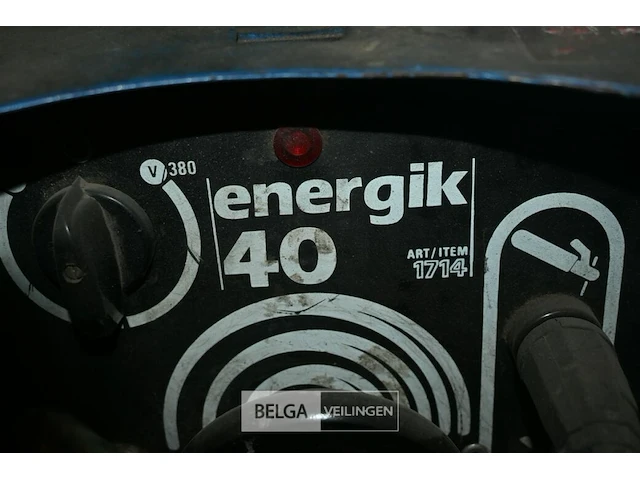 V 380
energik
40
ART/ITEM
1714
BELGA VEILINGEN